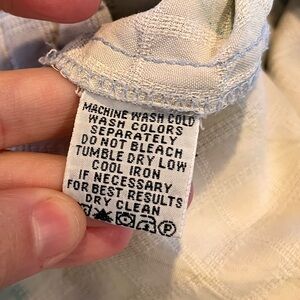 MACHINE WASH COLD
WASH COLORS
SEPARATELY
DO NOT BLEACH
TUMBLE DRY LOW
COOL IRON
IF NECESSARY
FOR BEST RESULTS
DRY CLEAN
P